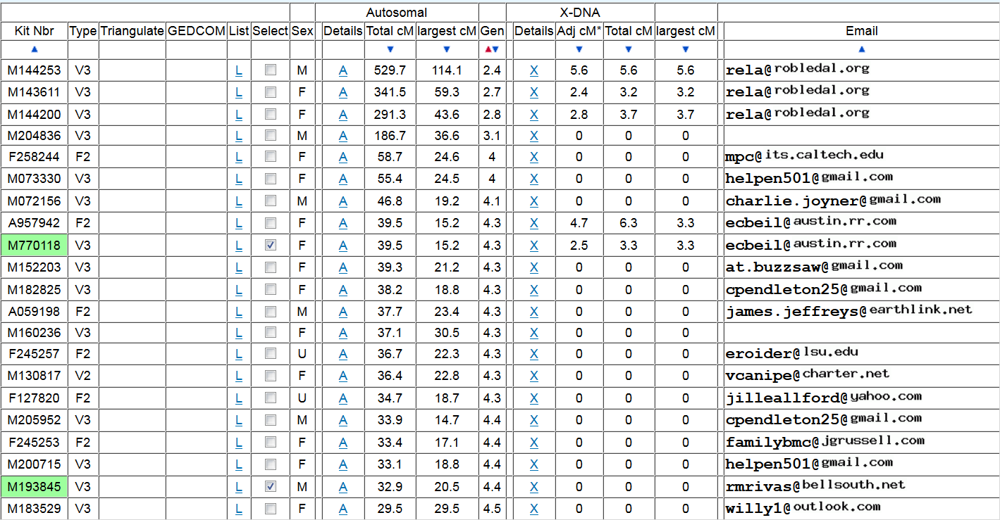 Autosomal X-DNA
Kit Nbr Type Triangulate GEDCOM List Select Sex Details Total cM largest cM Gen Details Adj cM* Total cM largest cM Email
M144253 V3 L M A 529.7 114.1 2.4 X 5.6 5.6 5.6 rela@robledal.org
M143611 V3 L F A 341.5 59.3 2.7 X 2.4 3.2 3.2 rela@robledal.org
M144200 V3 L F A 291.3 43.6 2.8 X 2.8 3.7 3.7 rela@robledal.org
M204836 V3 L M A 186.7 36.6 3.1 X 0 0 0
F258244 F2 L F A 58.7 24.6 4 X 0 0 0 mpc@its.caltech.edu
M073330 V3 L F A 55.4 24.5 4 X 0 0 0 helpen501@gmail.com
M072156 V3 L M A 46.8 19.2 4.1 X 0 0 0 charlie.joyner@gmail.com
A957942 F2 L F A 39.5 15.2 4.3 X 4.7 6.3 3.3 ecbeil@austin.rr.com
M770118 V3 L F A 39.5 15.2 4.3 X 2.5 3.3 3.3 ecbeil@austin.rr.com
M152203 V3 L F A 39.3 21.2 4.3 X 0 0 0 at.buzzsaw@gmail.com
M182825 V3 L F A 38.2 18.8 4.3 X 0 0 0 cpendleton25@gmail.com
A059198 F2 L M A 37.7 23.4 4.3 X 0 0 0 james.jeffreys@earthlink.net
M160236 V3 L F A 37.1 30.5 4.3 X 0 0 0
F245257 F2 L U A 36.7 22.3 4.3 X 0 0 0 eroider@lsu.edu
M130817 V2 L F A 36.4 22.8 4.3 X 0 0 0 vcanipe@charter.net
F127820 F2 L U A 34.7 18.7 4.3 X 0 0 0 jilleallford@yahoo.com
M205952 V3 L M A 33.9 14.7 4.4 X 0 0 0 cpendleton25@gmail.com
F245253 F2 L F A 33.4 17.1 4.4 X 0 0 0 familybmc@jgrussell.com
M200715 V3 L F A 33.1 18.8 4.4 X 0 0 0 helpen501@gmail.com
M193845 V3 L M A 32.9 20.5 4.4 X 0 0 0 rmrivas@bellsouth.net
M183529 V3 L F A 29.5 29.5 4.5 X 0 0 0 willy1@outlook.com